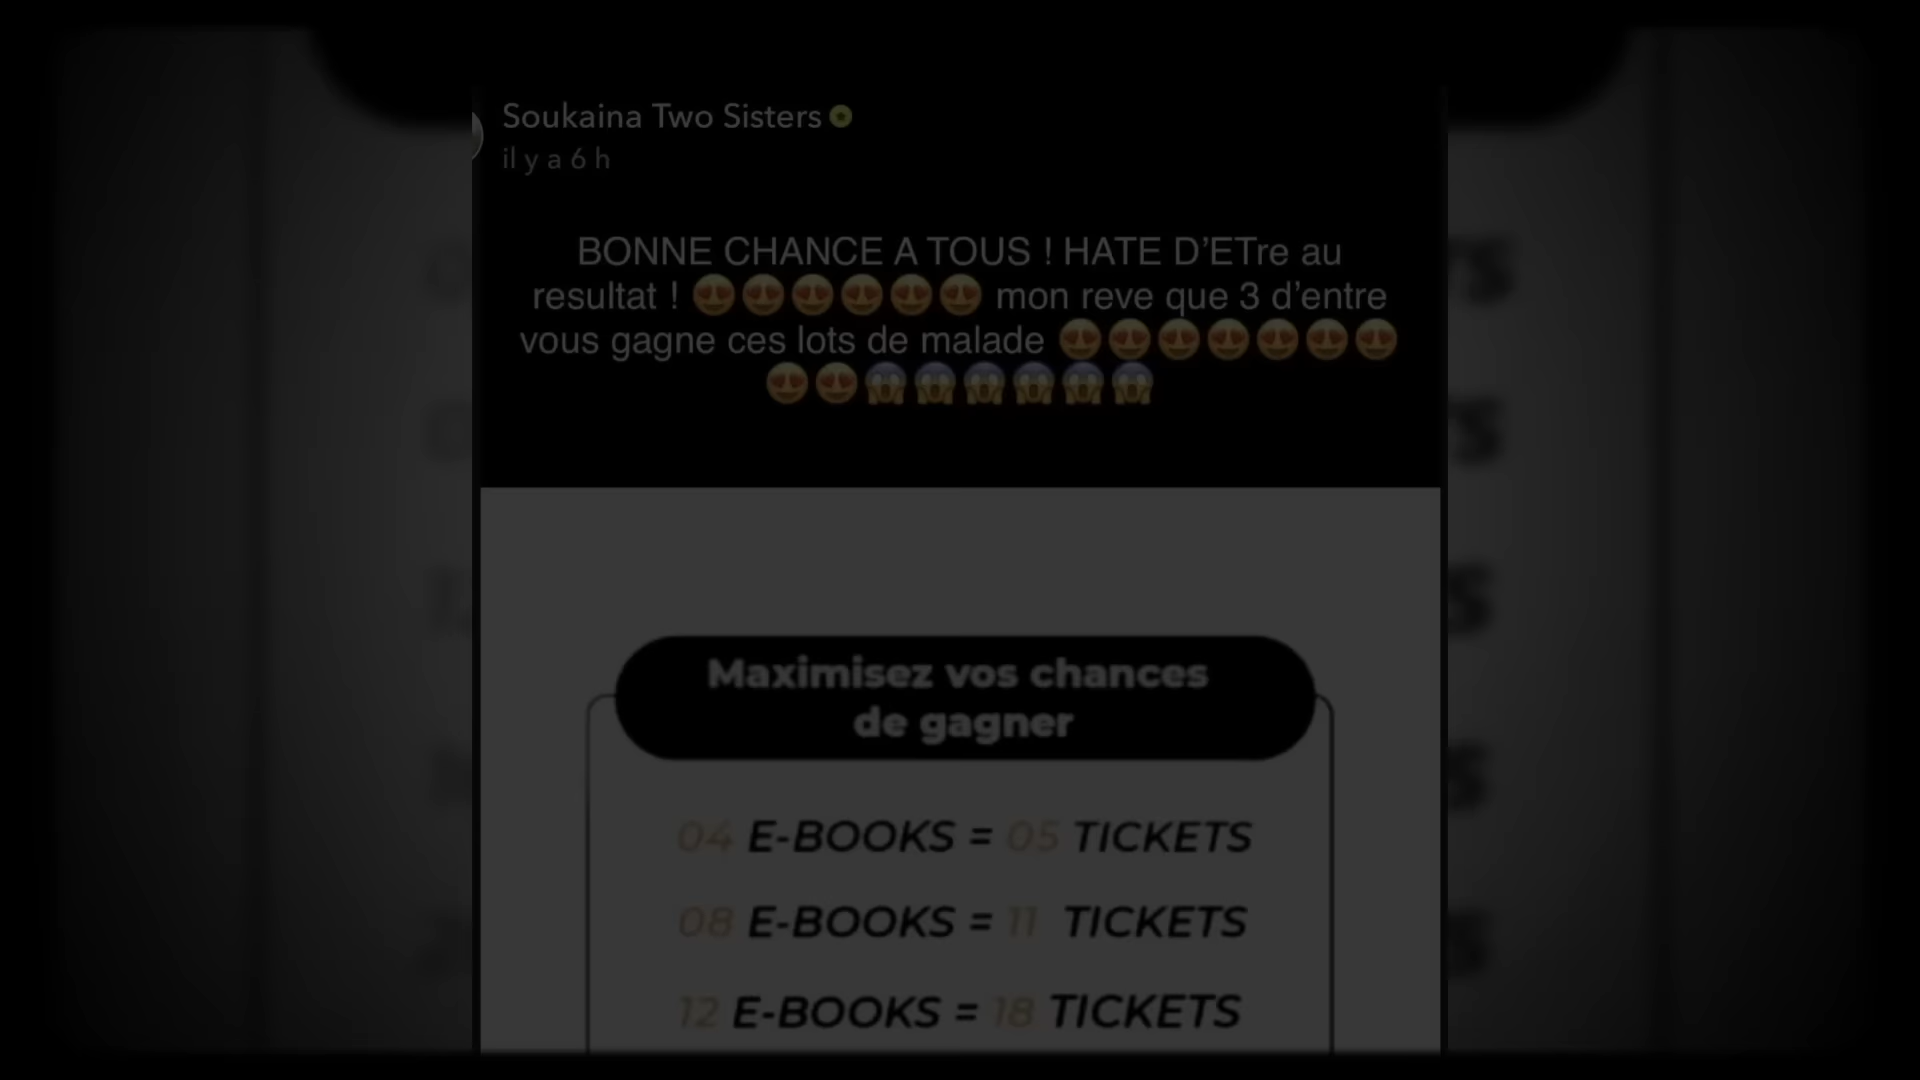 Soukaina Two Sisters
il y a 6 h
BONNE CHANCE A TOUS ! HATE D’ETre au
resultat ! 😍😍😍😍😍😍 mon reve que 3 d’entre
vous gagne ces lots de malade 😍😍😍😍😍😍😍
😍😍😱😱😱😱😱😱
Maximisez vos chances
de gagner
04 E-BOOKS = 05 TICKETS
08 E-BOOKS = 11 TICKETS
12 E-BOOKS = 18 TICKETS